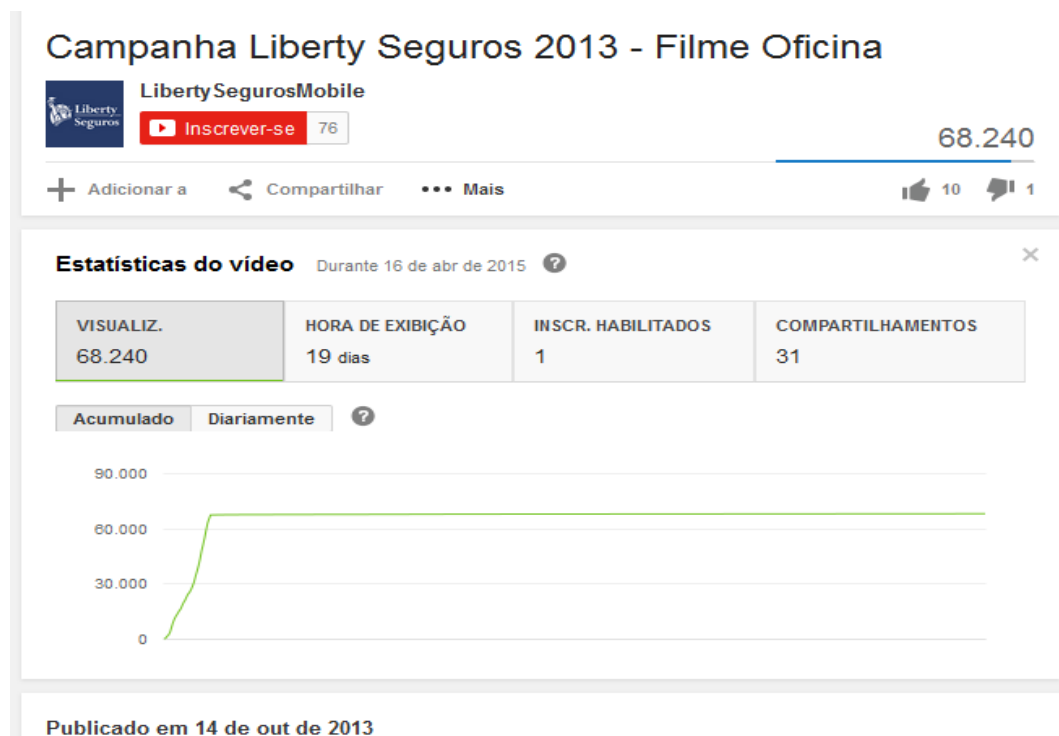 Campanha Liberty Seguros 2013 - Filme Oficina
Liberty
Seguros
LibertySegurosMobile
Inscrever-se 76
68.240
Adicionar a Compartilhar Mais 10 1
Estatísticas do vídeo Durante 16 de abr de 2015 ?
VISUALIZ. HORA DE EXIBIÇÃO INSCR. HABILITADOS COMPARTILHAMENTOS
68.240 19 dias 1 31
Acumulado Diariamente ?
90.000
60.000
30.000
0
Publicado em 14 de out de 2013